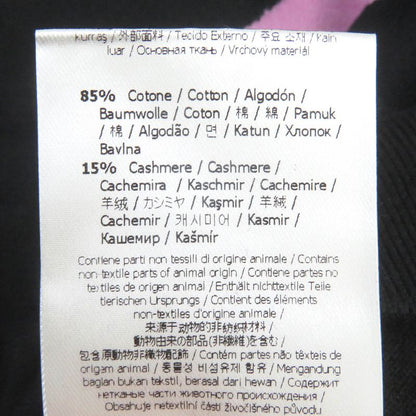 kumaş / 外部面料 / Tecido Externo / 주요 소재 / Kain
luar / Основная ткань / Vrchový materiál
85% Cotone / Cotton / Algodón /
Baumwolle / Coton / 棉 / 綿 / Pamuk
/ 棉 / Algodão / 면 / Katun / Хлопок /
Bavlna
15% Cashmere / Cashmere /
Cachemira / Kaschmir / Cachemire /
羊绒 / カシミヤ / Kaşmir / 羊絨 /
Cachemir / 캐시미어 / Kasmir /
Кашемир / Kašmír
Contiene parti non tessili di origine animale / Contains
non-textile parts of animal origin / Contiene partes no
textiles de origen animal / Enthält nichttextile Teile
tierischen Ursprungs / Contient des éléments
non-textiles d'origine animale /
来源于动物的非纺织材料 /
動物由来の部品(非繊維)を含む /
包含原動物非織物配飾 / Contém partes não têxteis de
origem animal / 동물성 비섬유제 함유 / Mengandung
bagian bukan tekstil, berasal dari hewan / Содержит
нетканые части животного происхождения /
Obsahuje netextilní části živočišného původu